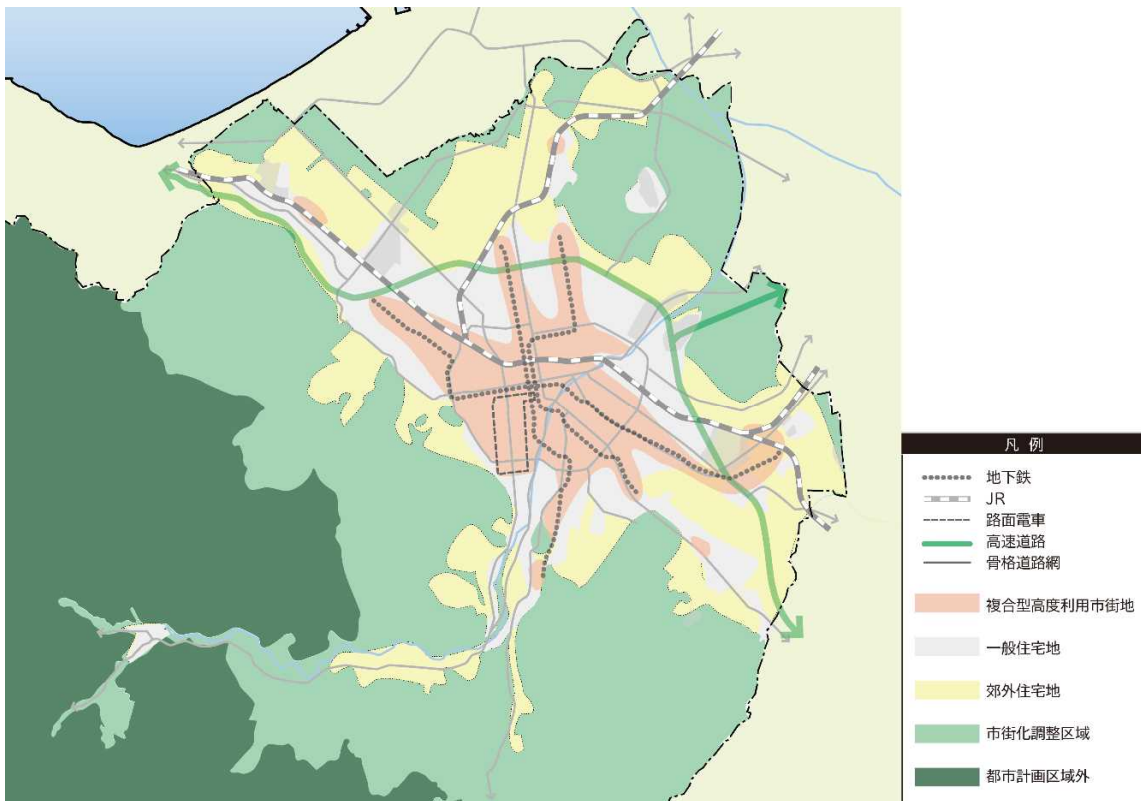 凡例
地下鉄
JR
路面電車
高速道路
骨格道路網
複合型高度利用市街地
一般住宅地
郊外住宅地
市街化調整区域
都市計画区域外